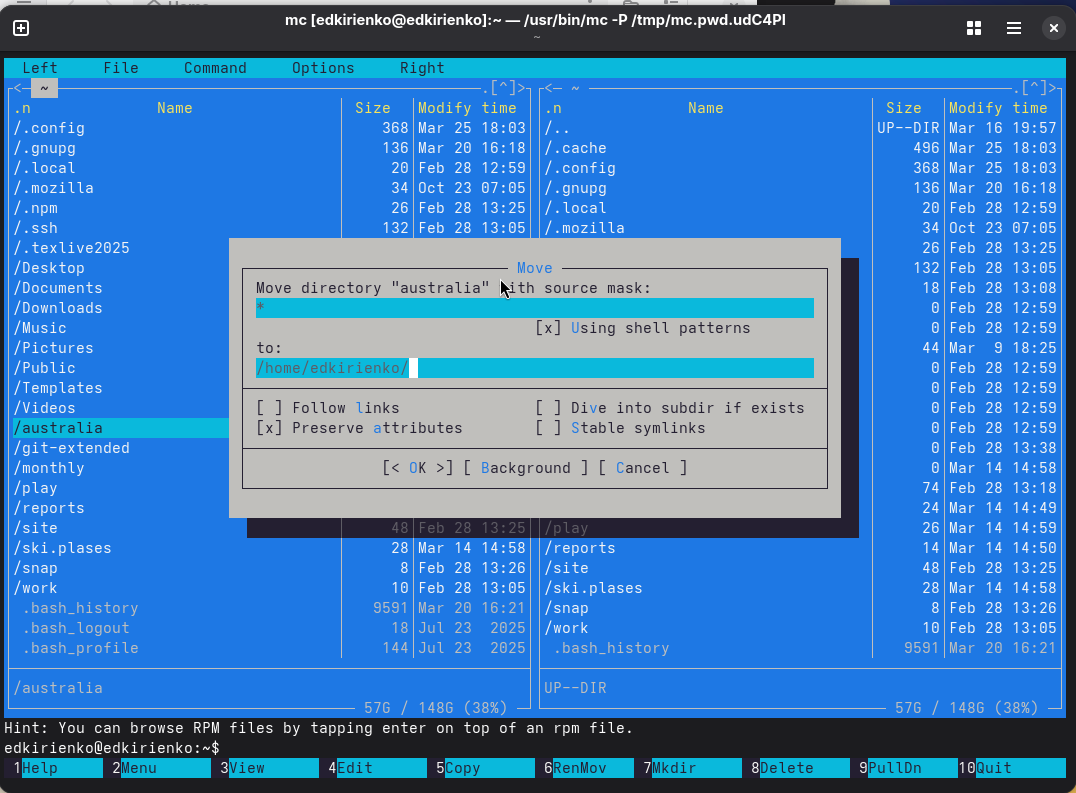 Home
mc [edkirienko@edkirienko]:~ — /usr/bin/mc -P /tmp/mc.pwd.udC4PI
~
Left File Command Options Right
<- ~ .[^]> <- ~ .[^]>
.n Name Size Modify time .n Name Size Modify time
/.config 368 Mar 25 18:03 /.. UP--DIR Mar 16 19:57
/.gnupg 136 Mar 20 16:18 /.cache 496 Mar 25 18:03
/.local 20 Feb 28 12:59 /.config 368 Mar 25 18:03
/.mozilla 34 Oct 23 07:05 /.gnupg 136 Mar 20 16:18
/.npm 26 Feb 28 13:25 /.local 20 Feb 28 12:59
/.ssh 132 Feb 28 13:05 /.mozilla 34 Oct 23 07:05
/.texlive2025 26 Feb 28 13:25
/Desktop Move 132 Feb 28 13:05
/Documents Move directory "australia" with source mask: 18 Feb 28 13:08
/Downloads * 0 Feb 28 12:59
/Music [x] Using shell patterns 0 Feb 28 12:59
/Pictures to: 44 Mar 9 18:25
/Public /home/edkirienko/ 0 Feb 28 12:59
/Templates 0 Feb 28 12:59
/Videos [ ] Follow links [ ] Dive into subdir if exists 0 Feb 28 12:59
/australia [x] Preserve attributes [ ] Stable symlinks 0 Feb 28 12:59
/git-extended 0 Feb 28 13:38
/monthly [< OK >] [ Background ] [ Cancel ] 0 Mar 14 14:58
/play 74 Feb 28 13:18
/reports 24 Mar 14 14:49
/site 48 Feb 28 13:25 /play 26 Mar 14 14:59
/ski.plases 28 Mar 14 14:58 /reports 14 Mar 14 14:50
/snap 8 Feb 28 13:26 /site 48 Feb 28 13:25
/work 10 Feb 28 13:05 /ski.plases 28 Mar 14 14:58
.bash_history 9591 Mar 20 16:21 /snap 8 Feb 28 13:26
.bash_logout 18 Jul 23 2025 /work 10 Feb 28 13:05
.bash_profile 144 Jul 23 2025 .bash_history 9591 Mar 20 16:21
/australia UP--DIR
57G / 148G (38%) 57G / 148G (38%)
Hint: You can browse RPM files by tapping enter on top of an rpm file.
edkirienko@edkirienko:~$
1Help 2Menu 3View 4Edit 5Copy 6RenMov 7Mkdir 8Delete 9PullDn 10Quit